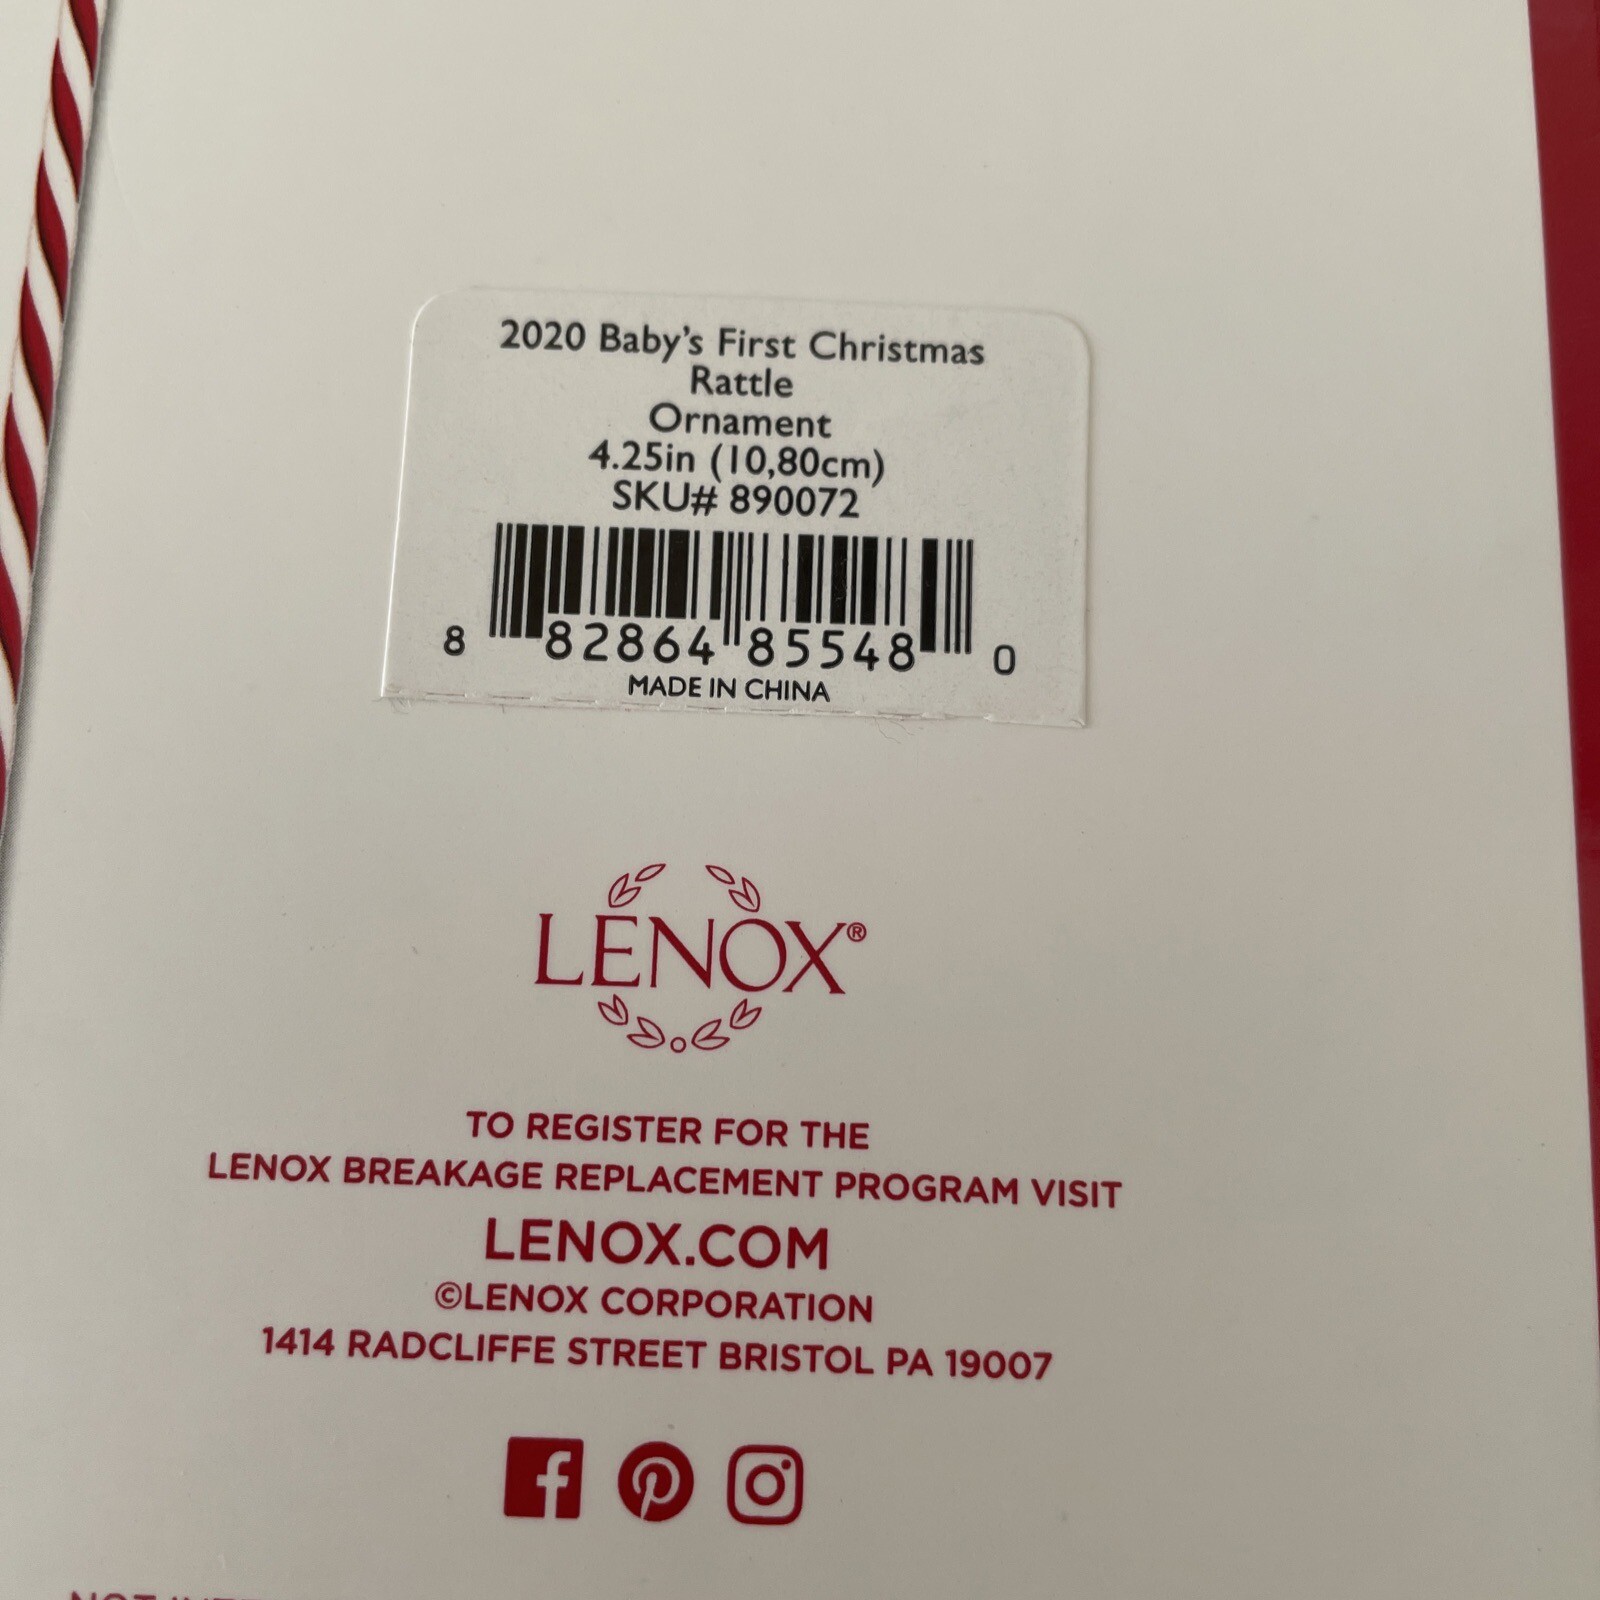 2020 Baby's First Christmas
Rattle
Ornament
4.25in (10,80cm)
SKU# 890072
8 82864 85548 0
MADE IN CHINA
LENOX®
TO REGISTER FOR THE
LENOX BREAKAGE REPLACEMENT PROGRAM VISIT
LENOX.COM
©LENOX CORPORATION
1414 RADCLIFFE STREET BRISTOL PA 19007
NOT